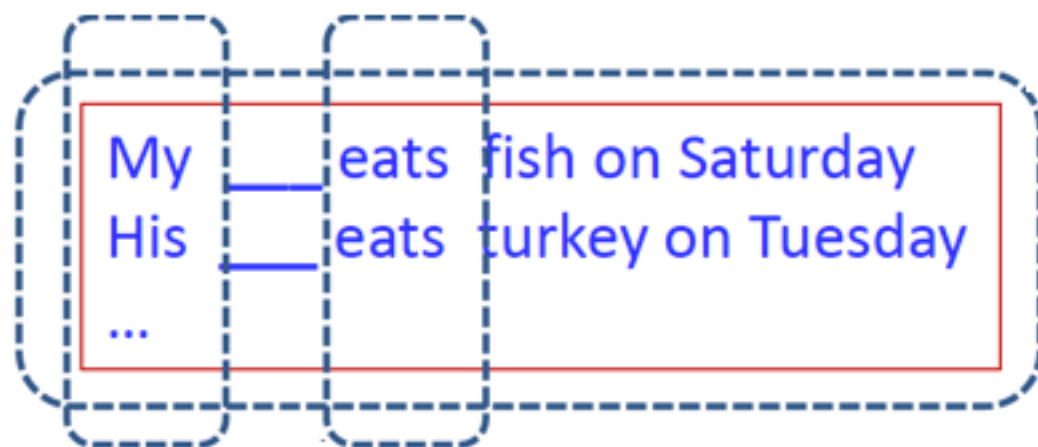 My ___ eats fish on Saturday
His ___ eats turkey on Tuesday
...